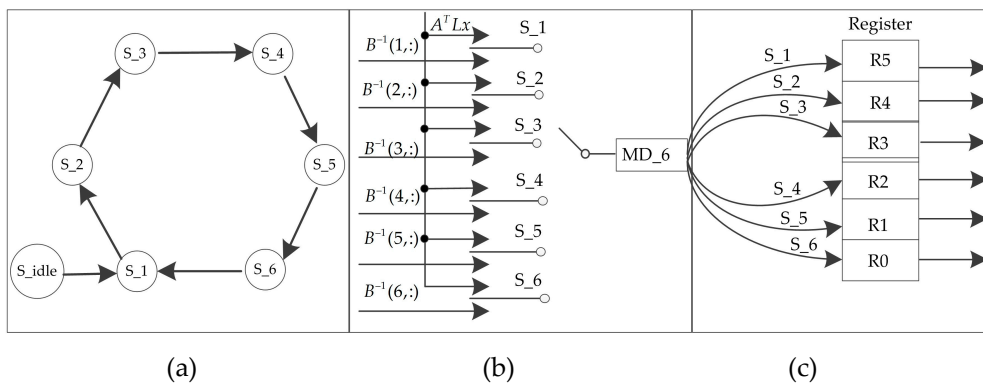 S_3
S_4
S_2
S_5
S_idle
S_1
S_6
(a)
AᵀLx
S_1
B⁻¹(1,:)
S_2
B⁻¹(2,:)
S_3
B⁻¹(3,:)
S_4
B⁻¹(4,:)
S_5
B⁻¹(5,:)
S_6
B⁻¹(6,:)
(b)
Register
S_1
R5
S_2
R4
S_3
R3
MD_6
S_4
R2
S_5
R1
S_6
R0
(c)